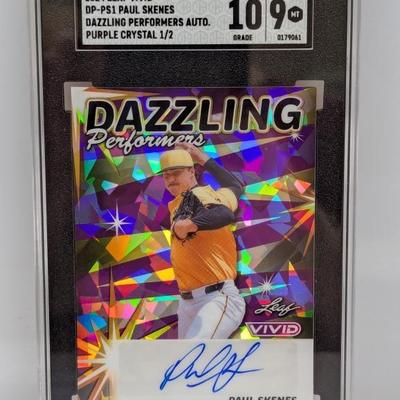 DP-PS1 PAUL SKENES
DAZZLING PERFORMERS AUTO.
PURPLE CRYSTAL 1/2
10
GRADE
9
MT
0179061
DAZZLING
Performers
Leaf
VIVID
PAUL SKENES